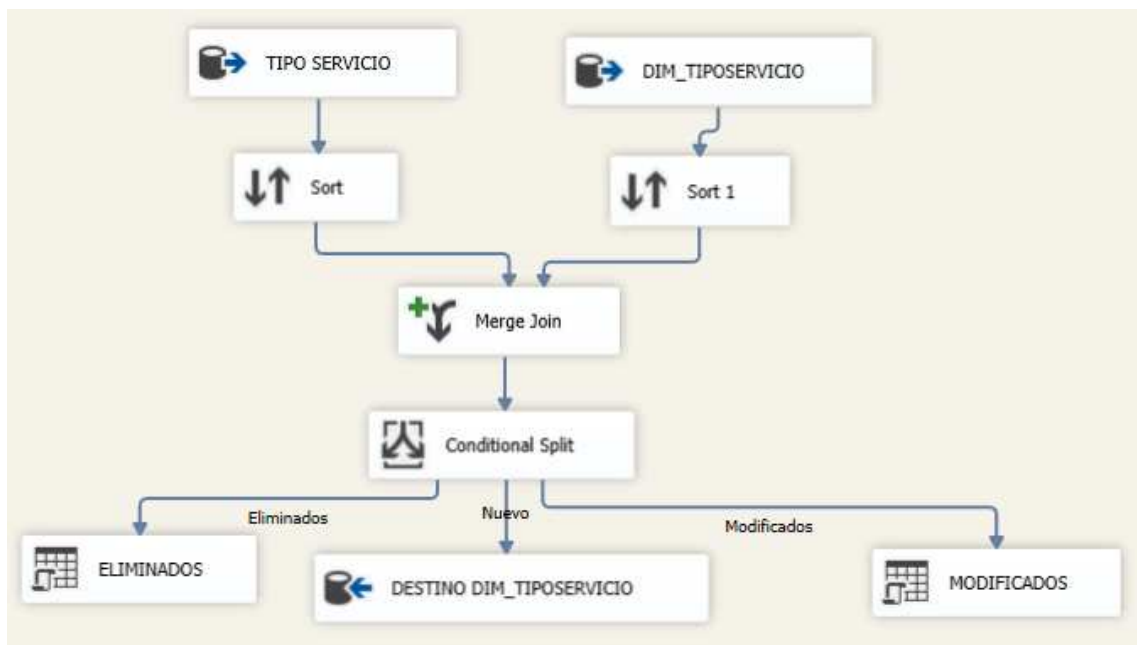 TIPO SERVICIO
DIM_TIPOSERVICIO
Sort
Sort 1
Merge Join
Conditional Split
Eliminados
Nuevo
Modificados
ELIMINADOS
DESTINO DIM_TIPOSERVICIO
MODIFICADOS